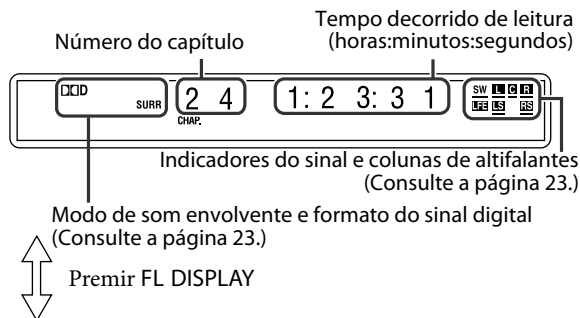 Tempo decorrido de leitura
(horas:minutos:segundos)
Número do capítulo
D SURR 2 4 1:2 3:3 1 SW L C R
CHAP. LFE LS RS
Indicadores do sinal e colunas de altifalantes
(Consulte a página 23.)
Modo de som envolvente e formato do sinal digital
(Consulte a página 23.)
Premir FL DISPLAY